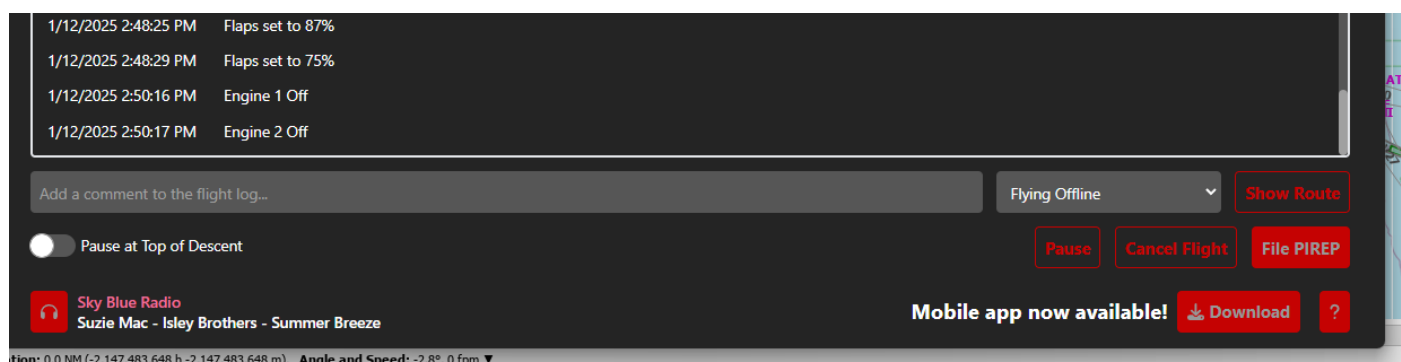 1/12/2025 2:48:25 PM Flaps set to 87%
1/12/2025 2:48:29 PM Flaps set to 75%
1/12/2025 2:50:16 PM Engine 1 Off
1/12/2025 2:50:17 PM Engine 2 Off
Add a comment to the flight log...
Flying Offline
Show Route
Pause at Top of Descent
Pause
Cancel Flight
File PIREP
Sky Blue Radio
Suzie Mac - Isley Brothers - Summer Breeze
Mobile app now available!
Download
?
0.0 NM (-2 147 483 648 h -2 147 483 648 m) Angle and Speed: -2.8° 0 fpm ▼